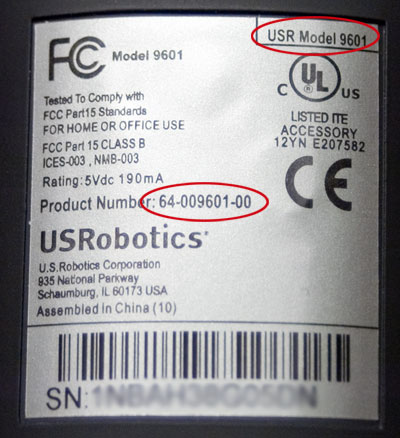 FC Model 9601
USR Model 9601
Tested To Comply with
FCC Part15 Standards
FOR HOME OR OFFICE USE
FCC Part 15 CLASS B
ICES-003 , NMB-003
Rating: 5Vdc 190mA
Product Number: 64-009601-00
C UL US
LISTED ITE
ACCESSORY
12YN E207582
CE
USRobotics
U.S. Robotics Corporation
935 National Parkway
Schaumburg, IL 60173 USA
Assembled in China (10)
SN: